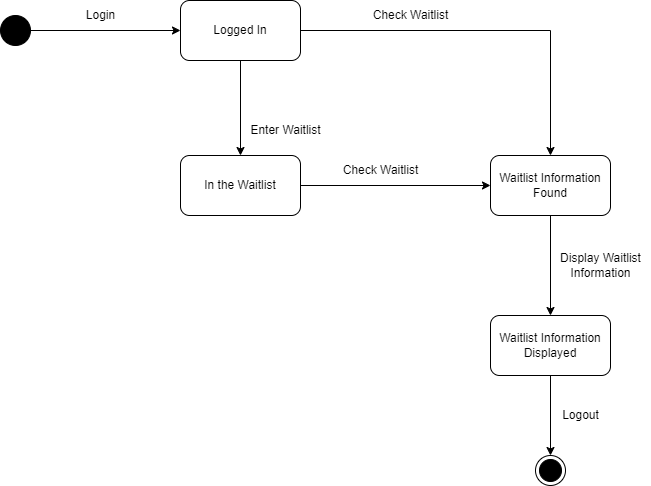 Login
Logged In
Check Waitlist
Enter Waitlist
In the Waitlist
Check Waitlist
Waitlist Information
Found
Display Waitlist
Information
Waitlist Information
Displayed
Logout